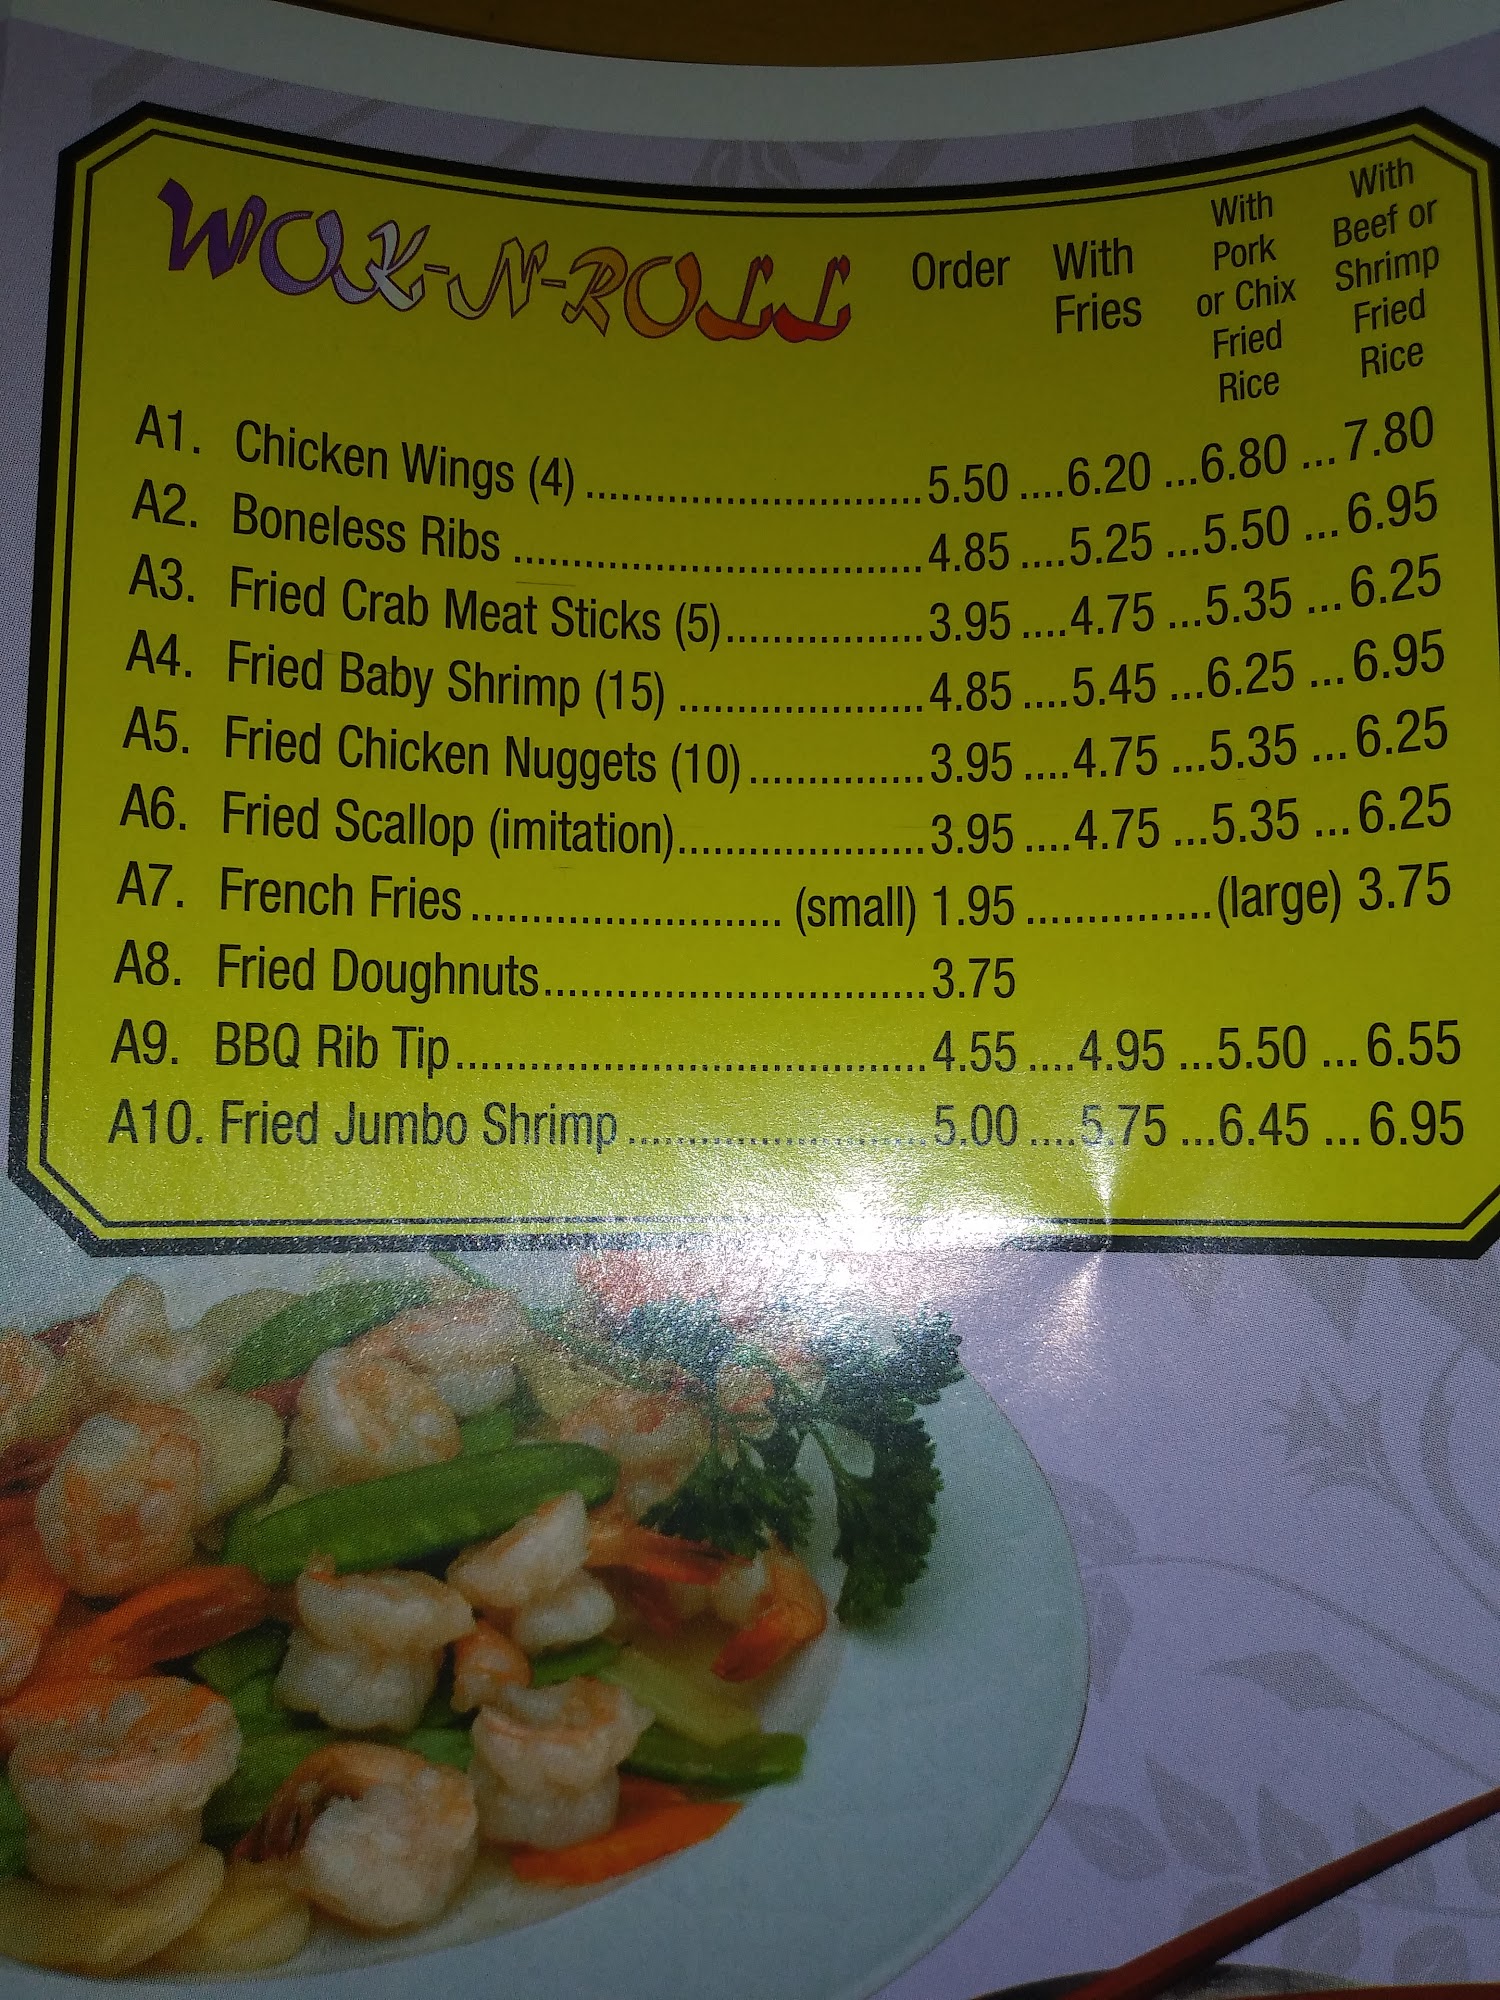 WOK-N-ROLL
Order
With
Fries
With
Pork
or Chix
Fried
Rice
With
Beef or
Shrimp
Fried
Rice
A1. Chicken Wings (4) ............................ 5.50 ....6.20 ...6.80 ...7.80
A2. Boneless Ribs .................................. 4.85 ....5.25 ...5.50 ...6.95
A3. Fried Crab Meat Sticks (5)................ 3.95 ....4.75 ...5.35 ...6.25
A4. Fried Baby Shrimp (15) .................... 4.85 ....5.45 ...6.25 ...6.95
A5. Fried Chicken Nuggets (10).............. 3.95 ....4.75 ...5.35 ...6.25
A6. Fried Scallop (imitation).................... 3.95 ....4.75 ...5.35 ...6.25
A7. French Fries.......................... (small) 1.95 ...............(large) 3.75
A8. Fried Doughnuts................................ 3.75
A9. BBQ Rib Tip....................................... 4.55 ....4.95 ...5.50 ...6.55
A10. Fried Jumbo Shrimp ......................... 5.00 ....5.75 ...6.45 ...6.95